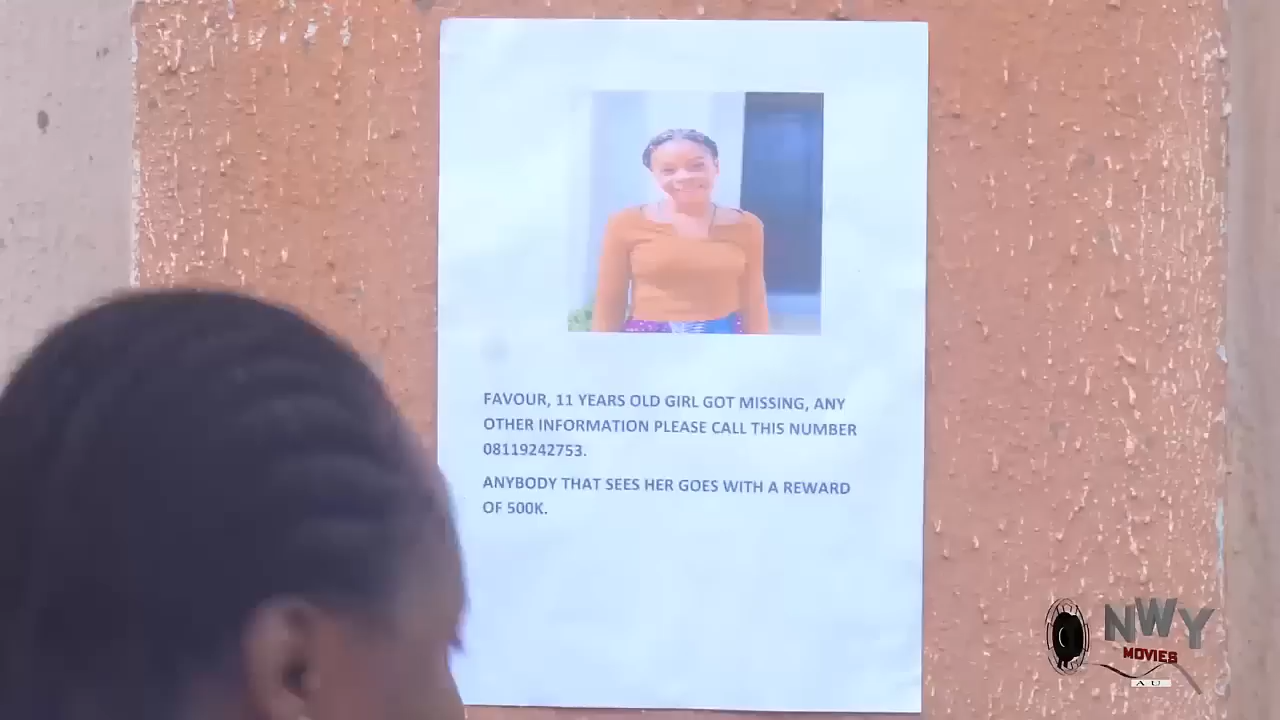 FAVOUR, 11 YEARS OLD GIRL GOT MISSING, ANY
OTHER INFORMATION PLEASE CALL THIS NUMBER
08119242753.
ANYBODY THAT SEES HER GOES WITH A REWARD
OF 500K.
NWY
MOVIES
AU